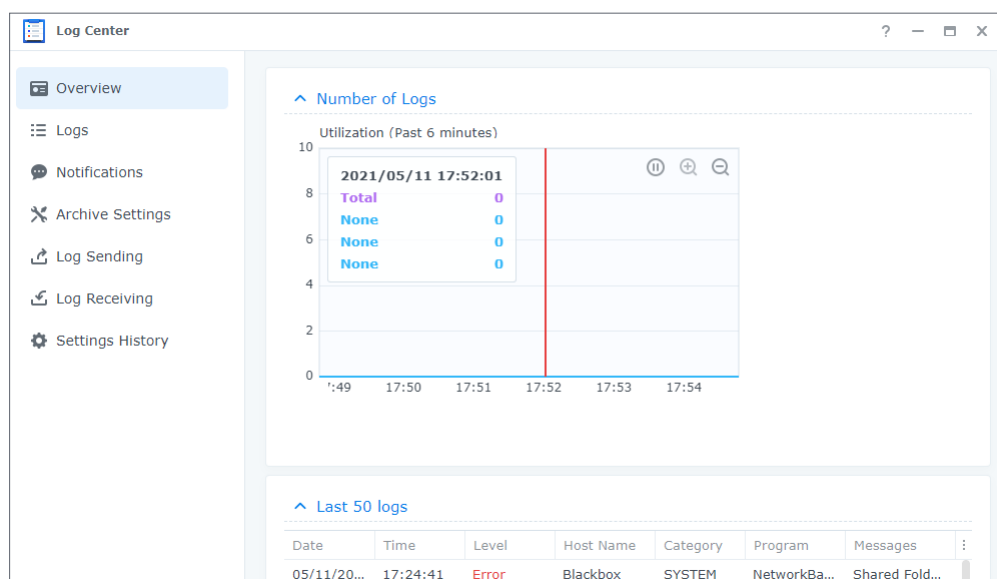 Log Center
?
Overview
Logs
Notifications
Archive Settings
Log Sending
Log Receiving
Settings History
Number of Logs
Utilization (Past 6 minutes)
10
8
6
4
2
0
2021/05/11 17:52:01
Total 0
None 0
None 0
None 0
':49 17:50 17:51 17:52 17:53 17:54
Last 50 logs
Date Time Level Host Name Category Program Messages
05/11/20... 17:24:41 Error Blackbox SYSTEM NetworkBa... Shared Fold...